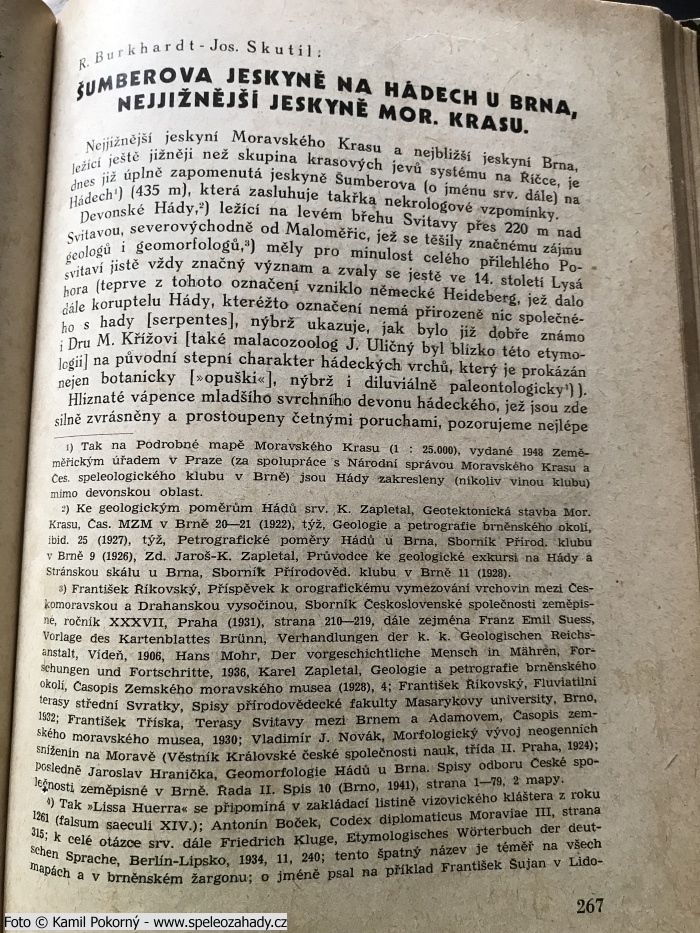 R. Burkhardt - Jos. Skutil:
ŠUMBEROVA JESKYNĚ NA HÁDECH U BRNA,
NEJJIŽNĚJŠÍ JESKYNĚ MOR. KRASU.
Nejjižnější jeskyní Moravského Krasu a nejbližší jeskyní Brna,
ležící ještě jižněji než skupina krasových jevů systému na Říčce, je
dnes již úplně zapomenutá jeskyně Šumberova (o jménu srv. dále) na
Hádech¹) (435 m), která zasluhuje takřka nekrologové vzpomínky.
Devonské Hády,²) ležící na levém břehu Svitavy přes 220 m nad
Svitavou, severovýchodně od Maloměřic, jež se těšily značnému zájmu
geologů i geomorfologů,³) měly pro minulost celého přilehlého Po-
svitaví jistě vždy značný význam a zvaly se jestě ve 14. století Lysá
hora (teprve z tohoto označení vzniklo německé Heideberg, jež dalo
dále koruptelu Hády, kteréžto označení nemá přirozeně nic společné-
ho s hady [serpentes], nýbrž ukazuje, jak bylo již dobře známo
i Dru M. Křížovi [také malacozoolog J. Uličný byl blízko této etymo-
logii] na původní stepní charakter hádeckých vrchů, který je prokázán
nejen botanicky [»opuški«], nýbrž i diluviálně paleontologicky⁴) ).
Hliznaté vápence mladšího svrchního devonu hádeckého, jež jsou zde
silně zvrásněny a prostoupeny četnými poruchami, pozorujeme nejlépe
¹) Tak na Podrobné mapě Moravského Krasu (1 : 25.000), vydané 1948 Země-
měřickým úřadem v Praze (za spolupráce s Národní správou Moravského Krasu a
Čes. speleologického klubu v Brně) jsou Hády zakresleny (nikoliv vinou klubu)
mimo devonskou oblast.
²) Ke geologickým poměrům Hádů srv. K. Zapletal, Geotektonická stavba Mor.
Krasu, Čas. MZM v Brně 20—21 (1922), týž, Geologie a petrografie brněnského okolí,
ibid. 25 (1927), týž, Petrografické poměry Hádů u Brna, Sborník Přírod. klubu
v Brně 9 (1926), Zd. Jaroš-K. Zapletal, Průvodce ke geologické exkursi na Hády a
Stránskou skálu u Brna, Sborník Přírodověd. klubu v Brně 11 (1928).
³) František Říkovský, Příspěvek k orografickému vymezování vrchovin mezi Čes-
komoravskou a Drahanskou vysočinou, Sborník Československé společnosti zeměpis-
né, ročník XXXVII, Praha (1931), strana 210—219, dále zejména Franz Emil Suess,
Vorlage des Kartenblattes Brünn, Verhandlungen der k. k. Geologischen Reichs-
anstalt, Vídeň, 1906, Hans Mohr, Der vorgeschichtliche Mensch in Mähren, For-
schungen und Fortschritte, 1936, Karel Zapletal, Geologie a petrografie brněnského
okolí, Časopis Zemského moravského musea (1928), 4; František Říkovský, Fluviatilní
terasy střední Svratky, Spisy přírodovědecké fakulty Masarykovy university, Brno,
1932; František Tříska, Terasy Svitavy mezi Brnem a Adamovem, Časopis zem-
ského moravského musea, 1930; Vladimír J. Novák, Morfologický vývoj neogenních
sníženin na Moravě (Věstník Královské české společnosti nauk, třída II. Praha, 1924);
posledně Jaroslav Hranička, Geomorfologie Hádů u Brna. Spisy odboru České spo-
lečnosti zeměpisné v Brně. Řada II. Spis 10 (Brno, 1941), strana 1—79, 2 mapy.
⁴) Tak »Lissa Huerra« se připomíná v zakládací listině vizovického kláštera z roku
1261 (falsum saeculi XIV.); Antonín Boček, Codex diplomaticus Moraviae III, strana
315; k celé otázce srv. dále Friedrich Kluge, Etymologisches Wörterbuch der deut-
schen Sprache, Berlín-Lipsko, 1934, 11, 240; tento špatný název je téměř na všech
mapách a v brněnském žargonu; o jméně psal na příklad František Šujan v Lido-
267
Foto © Kamil Pokorný - www.speleozahady.cz